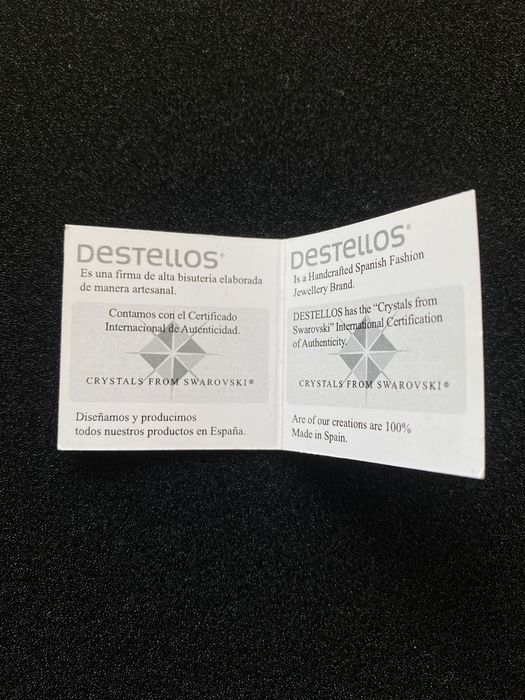 DESTELLOS®
Es una firma de alta bisutería elaborada
de manera artesanal.
Contamos con el Certificado
Internacional de Autenticidad.
CRYSTALS FROM SWAROVSKI®
Diseñamos y producimos
todos nuestros productos en España.
DESTELLOS®
Is a Handcrafted Spanish Fashion
Jewellery Brand.
DESTELLOS has the “Crystals from
Swarovski” International Certification
of Authenticity.
CRYSTALS FROM SWAROVSKI®
Are of our creations are 100%
Made in Spain.